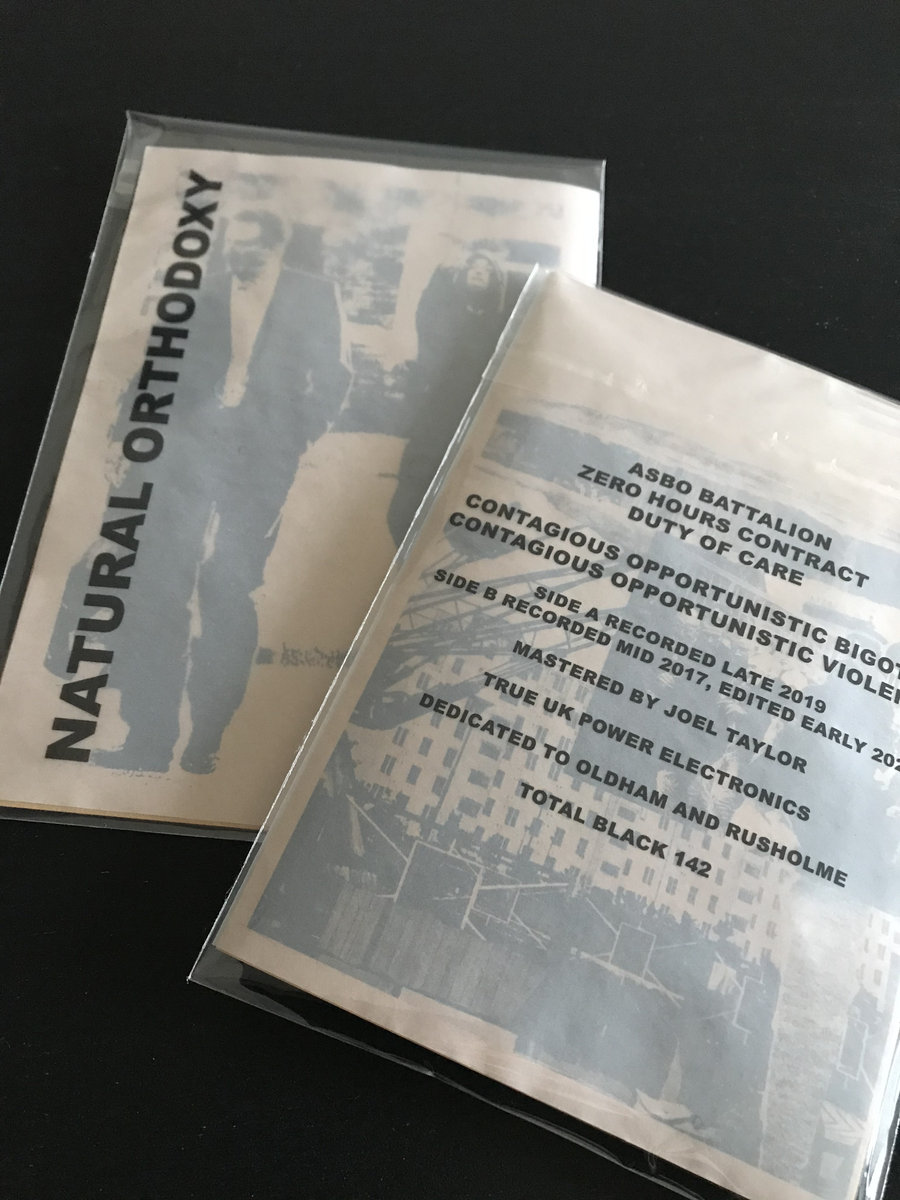 NATURAL ORTHODOXY
ASBO BATTALION
ZERO HOURS CONTRACT
DUTY OF CARE
CONTAGIOUS OPPORTUNISTIC
CONTAGIOUS OPPORTUNISTIC
SIDE A RECORDED LATE 2019
SIDE B RECORDED MID 2017, EDITED EARLY
MASTERED BY JOEL TAYLOR
TRUE UK POWER ELECTRONICS
DEDICATED TO OLDHAM AND RUSHOLME
TOTAL BLACK 142